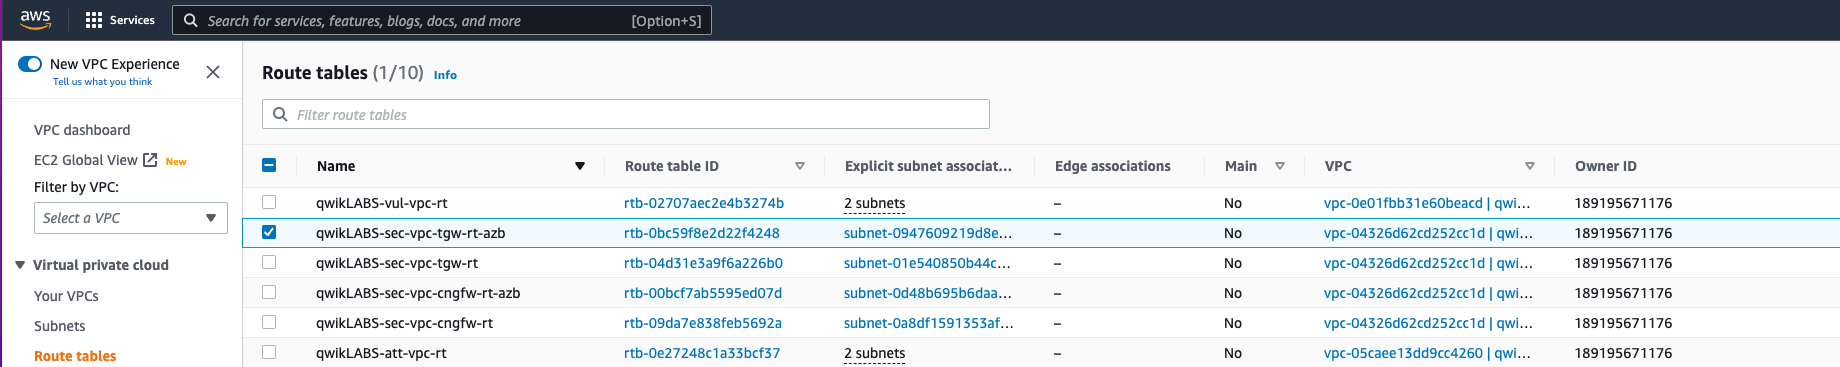 aws Services Search for services, features, blogs, docs, and more [Option+S]
New VPC Experience
Tell us what you think
VPC dashboard
EC2 Global View New
Filter by VPC:
Select a VPC
Virtual private cloud
Your VPCs
Subnets
Route tables
Route tables (1/10) Info
Filter route tables
Name Route table ID Explicit subnet associat... Edge associations Main VPC Owner ID
qwikLABS-vul-vpc-rt rtb-02707aec2e4b3274b 2 subnets – No vpc-0e01fbb31e60beacd | qwi... 189195671176
qwikLABS-sec-vpc-tgw-rt-azb rtb-0bc59f8e2d22f4248 subnet-0947609219d8e... – No vpc-04326d62cd252cc1d | qwi... 189195671176
qwikLABS-sec-vpc-tgw-rt rtb-04d31e3a9f6a226b0 subnet-01e540850b44c... – No vpc-04326d62cd252cc1d | qwi... 189195671176
qwikLABS-sec-vpc-cngfw-rt-azb rtb-00bcf7ab5595ed07d subnet-0d48b695b6daa... – No vpc-04326d62cd252cc1d | qwi... 189195671176
qwikLABS-sec-vpc-cngfw-rt rtb-09da7e838feb5692a subnet-0a8df1591353af... – No vpc-04326d62cd252cc1d | qwi... 189195671176
qwikLABS-att-vpc-rt rtb-0e27248c1a33bcf37 2 subnets – No vpc-05caee13dd9cc4260 | qwi... 189195671176